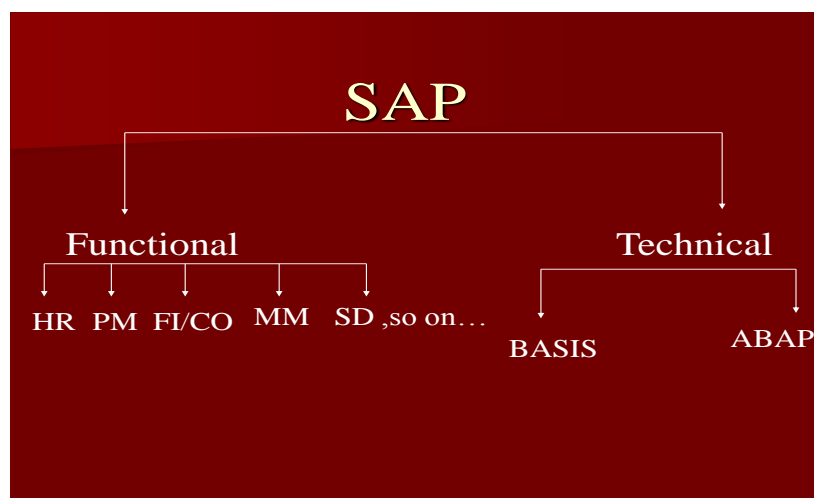 SAP
Functional Technical
HR PM FI/CO MM SD ,so on…
BASIS ABAP